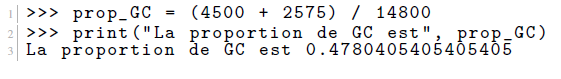 1 >>> prop_GC = (4500 + 2575) / 14800
2 >>> print("La proportion de GC est", prop_GC)
3 La proportion de GC est 0.4780405405405405